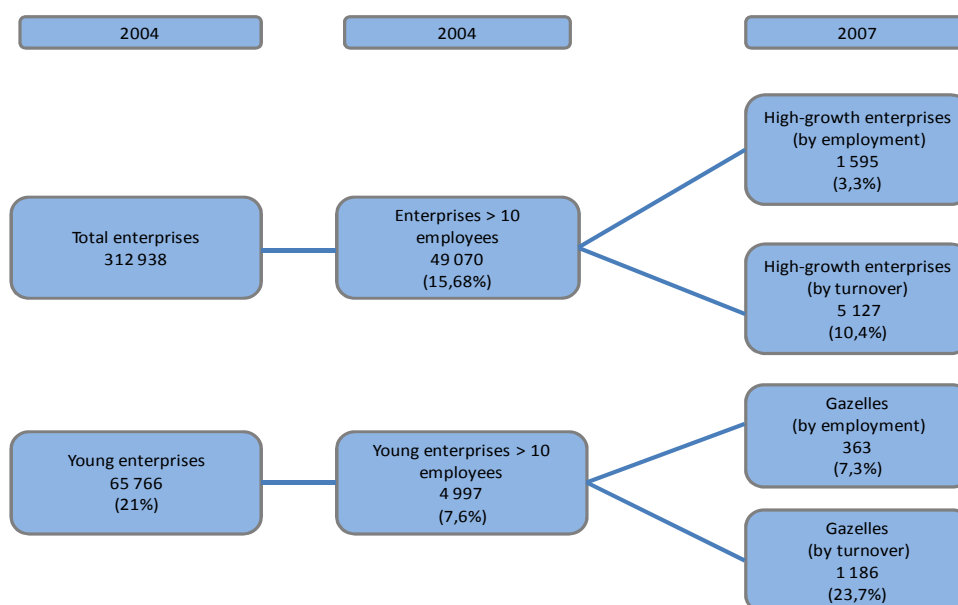 2004
2004
2007
High-growth enterprises
(by employment)
1 595
(3,3%)
Total enterprises
312 938
Enterprises > 10
employees
49 070
(15,68%)
High-growth enterprises
(by turnover)
5 127
(10,4%)
Gazelles
(by employment)
363
(7,3%)
Young enterprises
65 766
(21%)
Young enterprises > 10
employees
4 997
(7,6%)
Gazelles
(by turnover)
1 186
(23,7%)